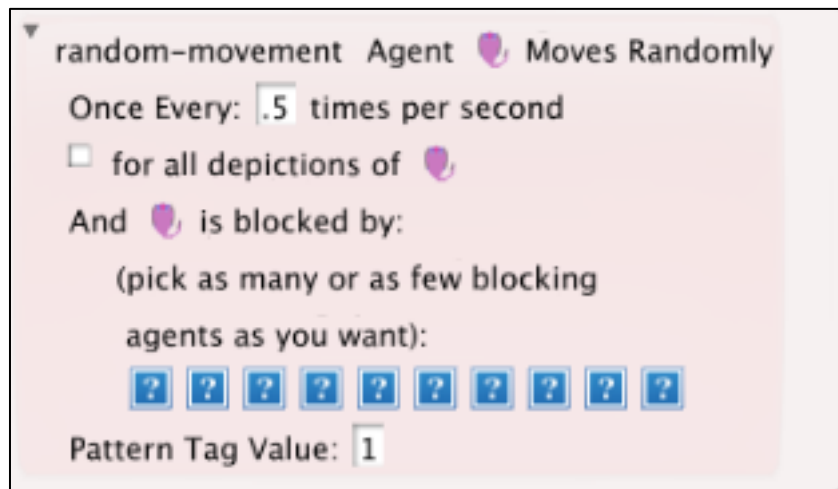 random-movement Agent Moves Randomly
Once Every: .5 times per second
for all depictions of
And is blocked by:
(pick as many or as few blocking
agents as you want):
? ? ? ? ? ? ? ? ? ?
Pattern Tag Value: 1